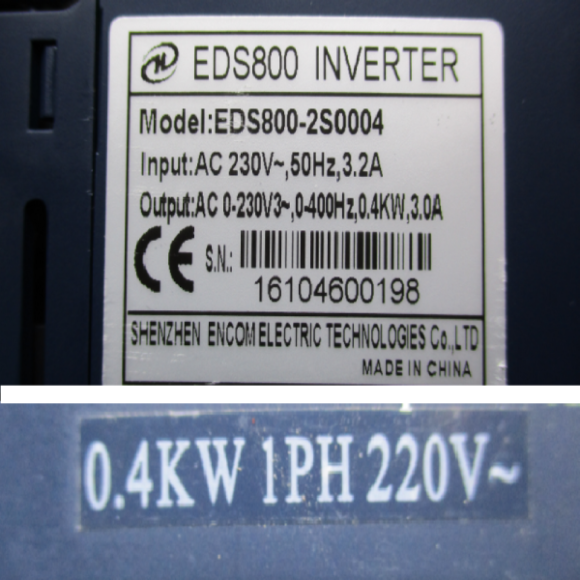 EDS800 INVERTER
Model:EDS800-2S0004
Input:AC 230V~,50Hz,3.2A
Output:AC 0-230V3~,0-400Hz,0.4KW,3.0A
CE S.N.:
16104600198
SHENZHEN ENCOM ELECTRIC TECHNOLOGIES Co.,LTD
MADE IN CHINA
0.4KW 1PH 220V~